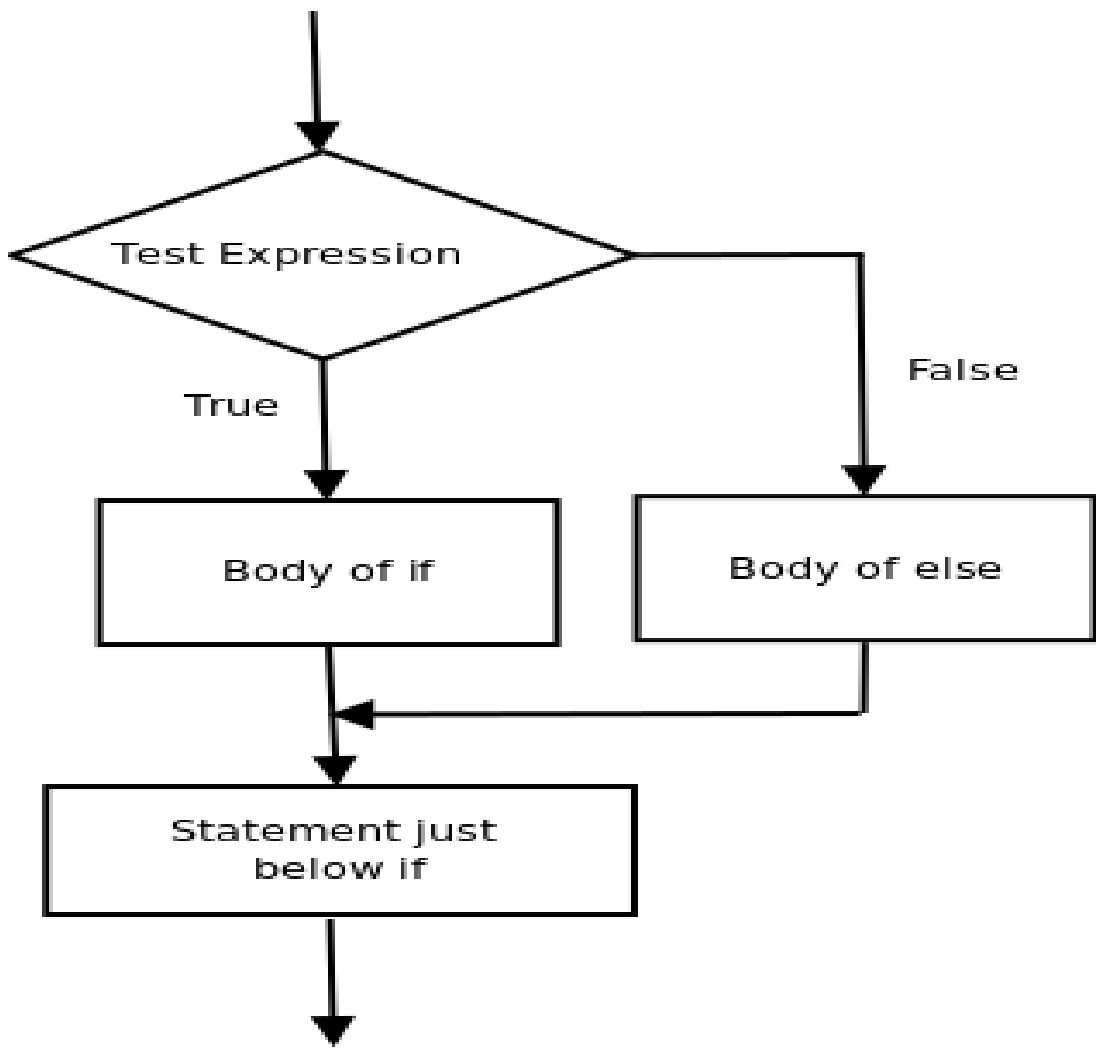 Test Expression
False
True
Body of if
Body of else
Statement just
below if